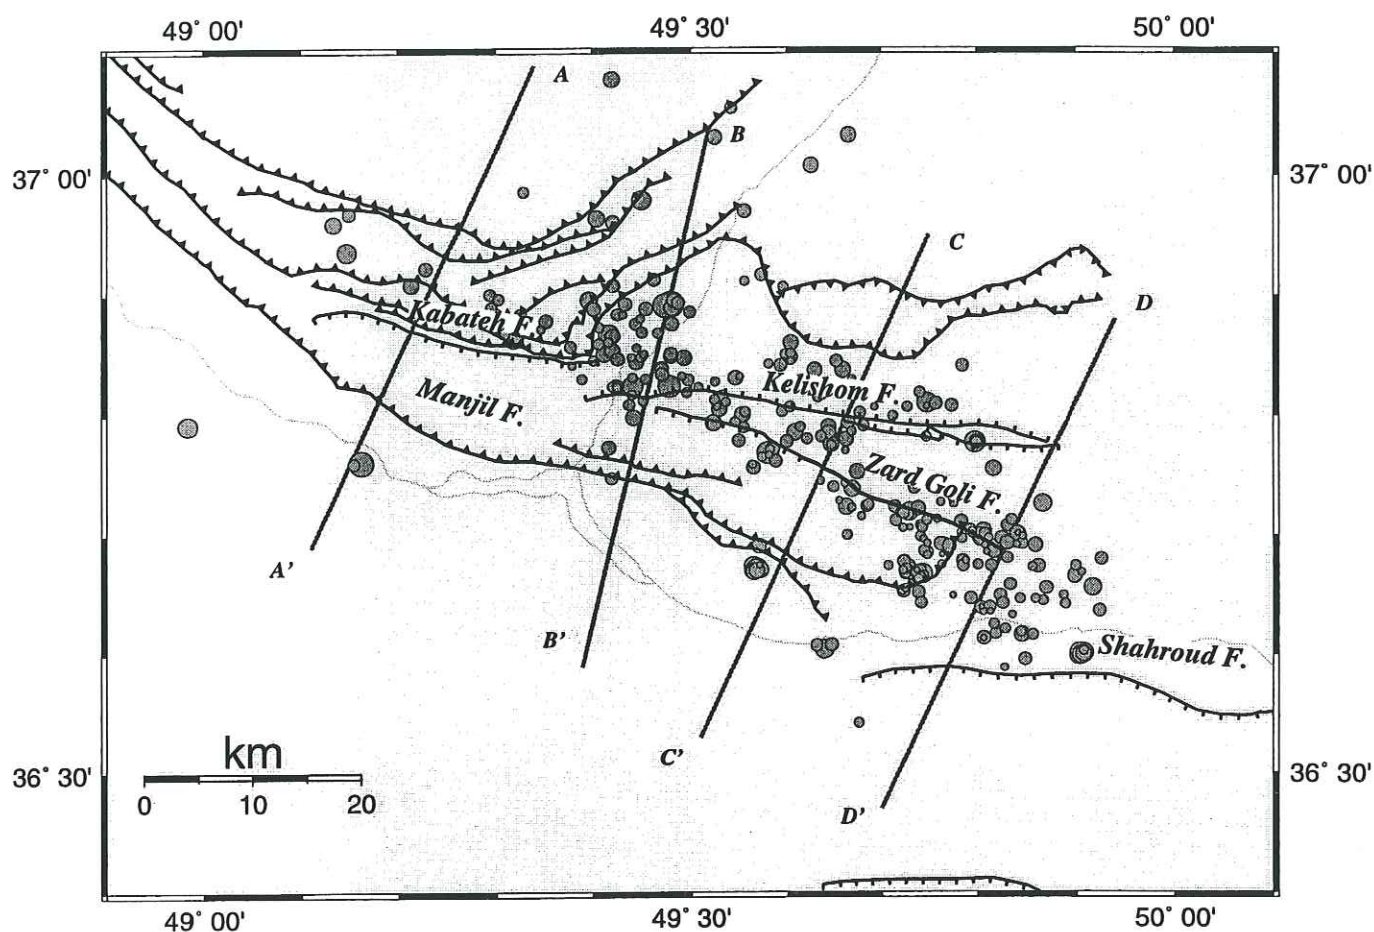 49° 00'
49° 30'
50° 00'
A
B
37° 00'
37° 00'
C
D
Kabateh F.
Manjil F.
Kelishom F.
Zard Goli F.
A'
B'
Shahroud F.
C'
km
36° 30'
36° 30'
0 10 20
D'
49° 00'
49° 30'
50° 00'